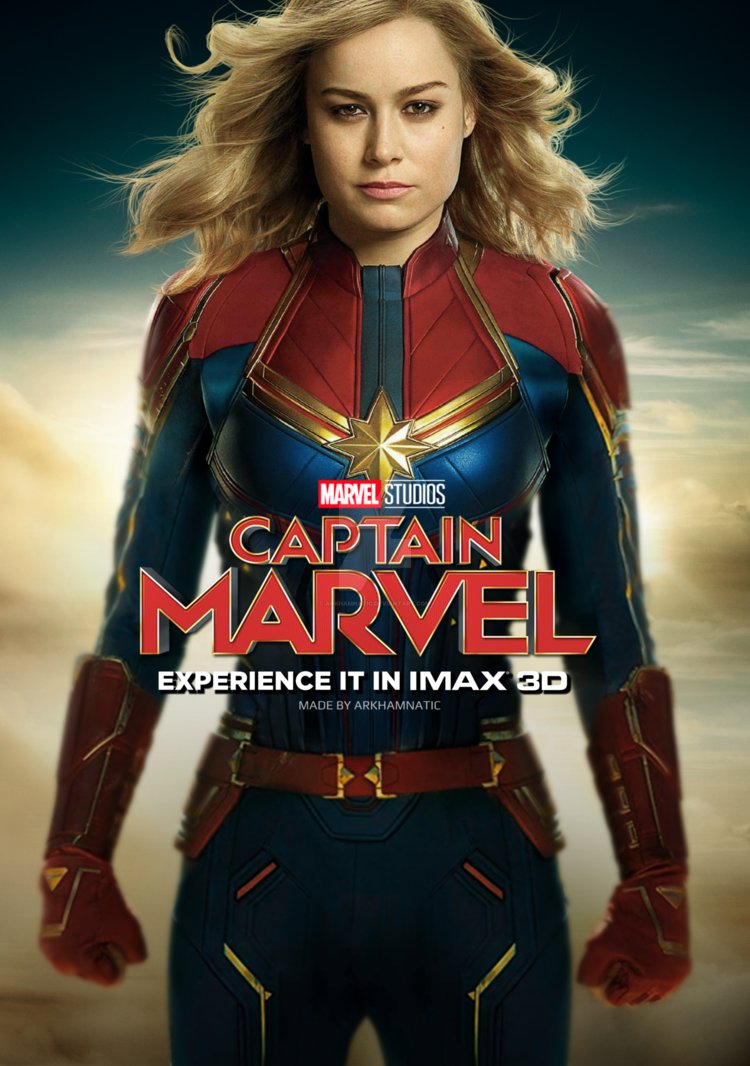 MARVEL STUDIOS
CAPTAIN
MARVEL
EXPERIENCE IT IN IMAX 3D
MADE BY ARKHAMNATIC